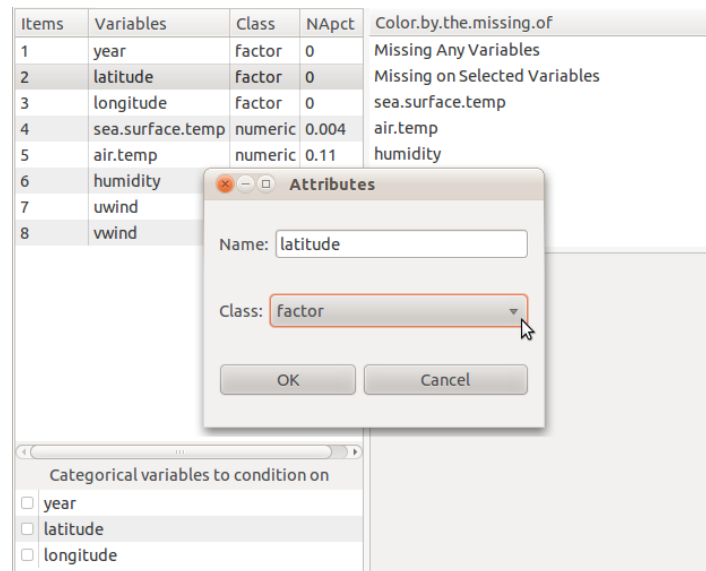 Items Variables Class NApct Color.by.the.missing.of
1 year factor 0 Missing Any Variables
2 latitude factor 0 Missing on Selected Variables
3 longitude factor 0 sea.surface.temp
4 sea.surface.temp numeric 0.004 air.temp
5 air.temp numeric 0.11 humidity
6 humidity
7 uwind
8 vwind
Attributes
Name: latitude
Class: factor
OK Cancel
Categorical variables to condition on
year
latitude
longitude